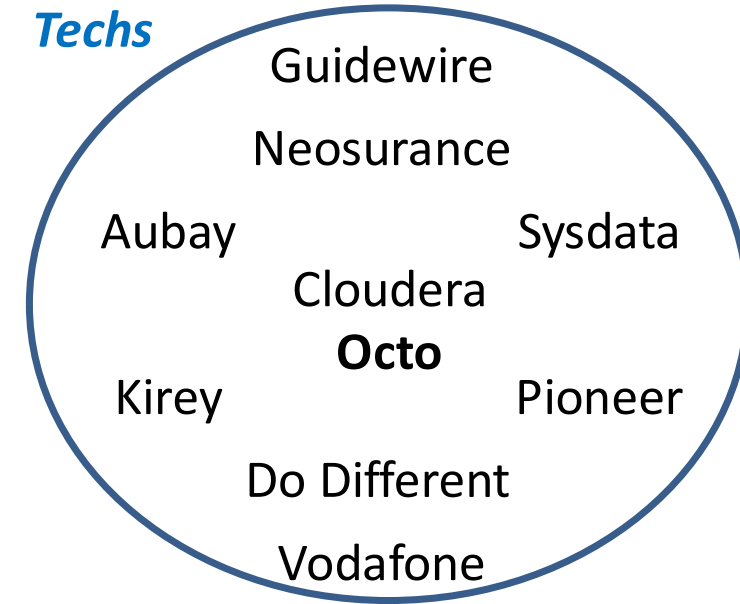 Techs
Guidewire
Neosurance
Aubay
Sysdata
Cloudera
Octo
Kirey
Pioneer
Do Different
Vodafone